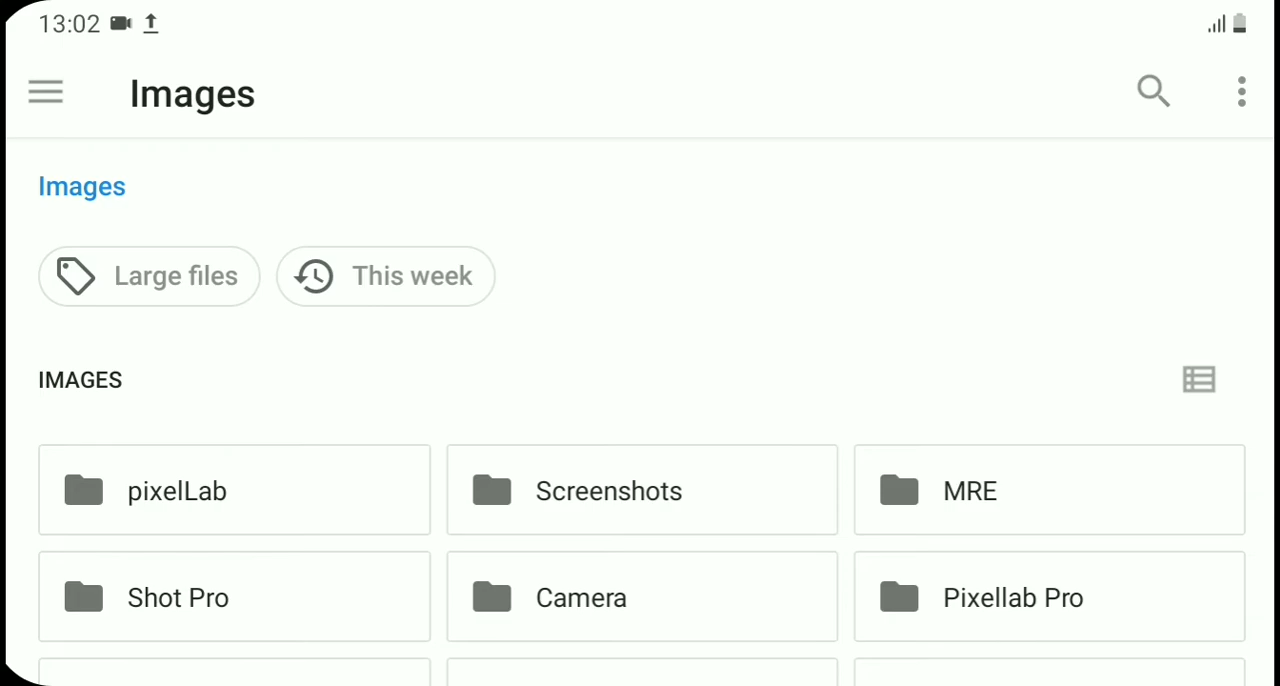 13:02
Images
Images
Large files
This week
IMAGES
pixelLab
Screenshots
MRE
Shot Pro
Camera
Pixellab Pro